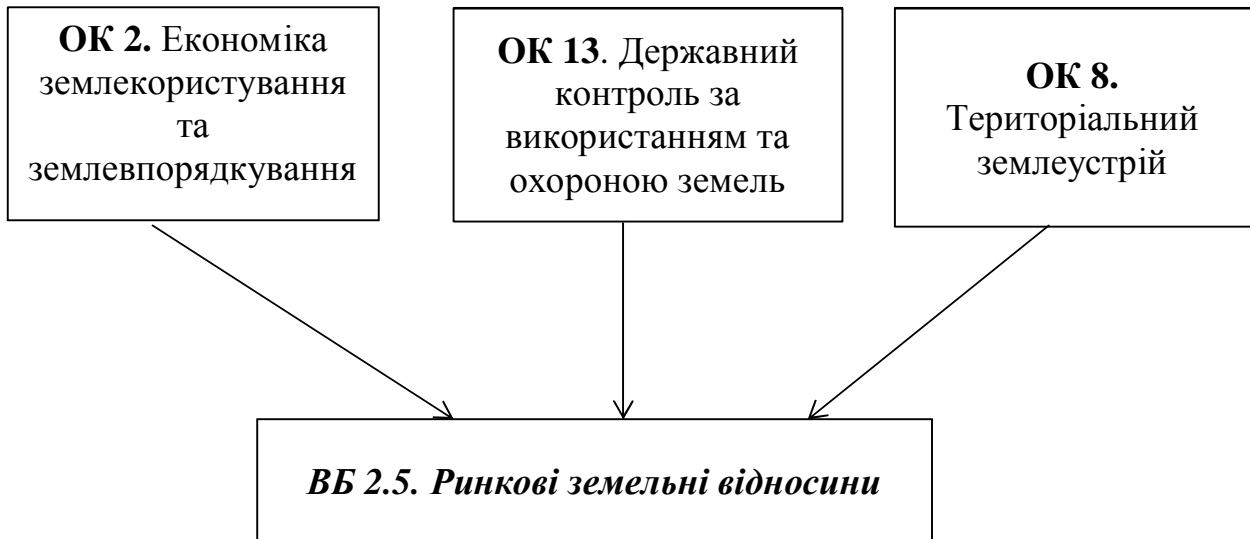 ОК 2. Економіка
землекористування
та
землевпорядкування
ОК 13. Державний
контроль за
використанням та
охороною земель
ОК 8.
Територіальний
землеустрій
ВБ 2.5. Ринкові земельні відносини